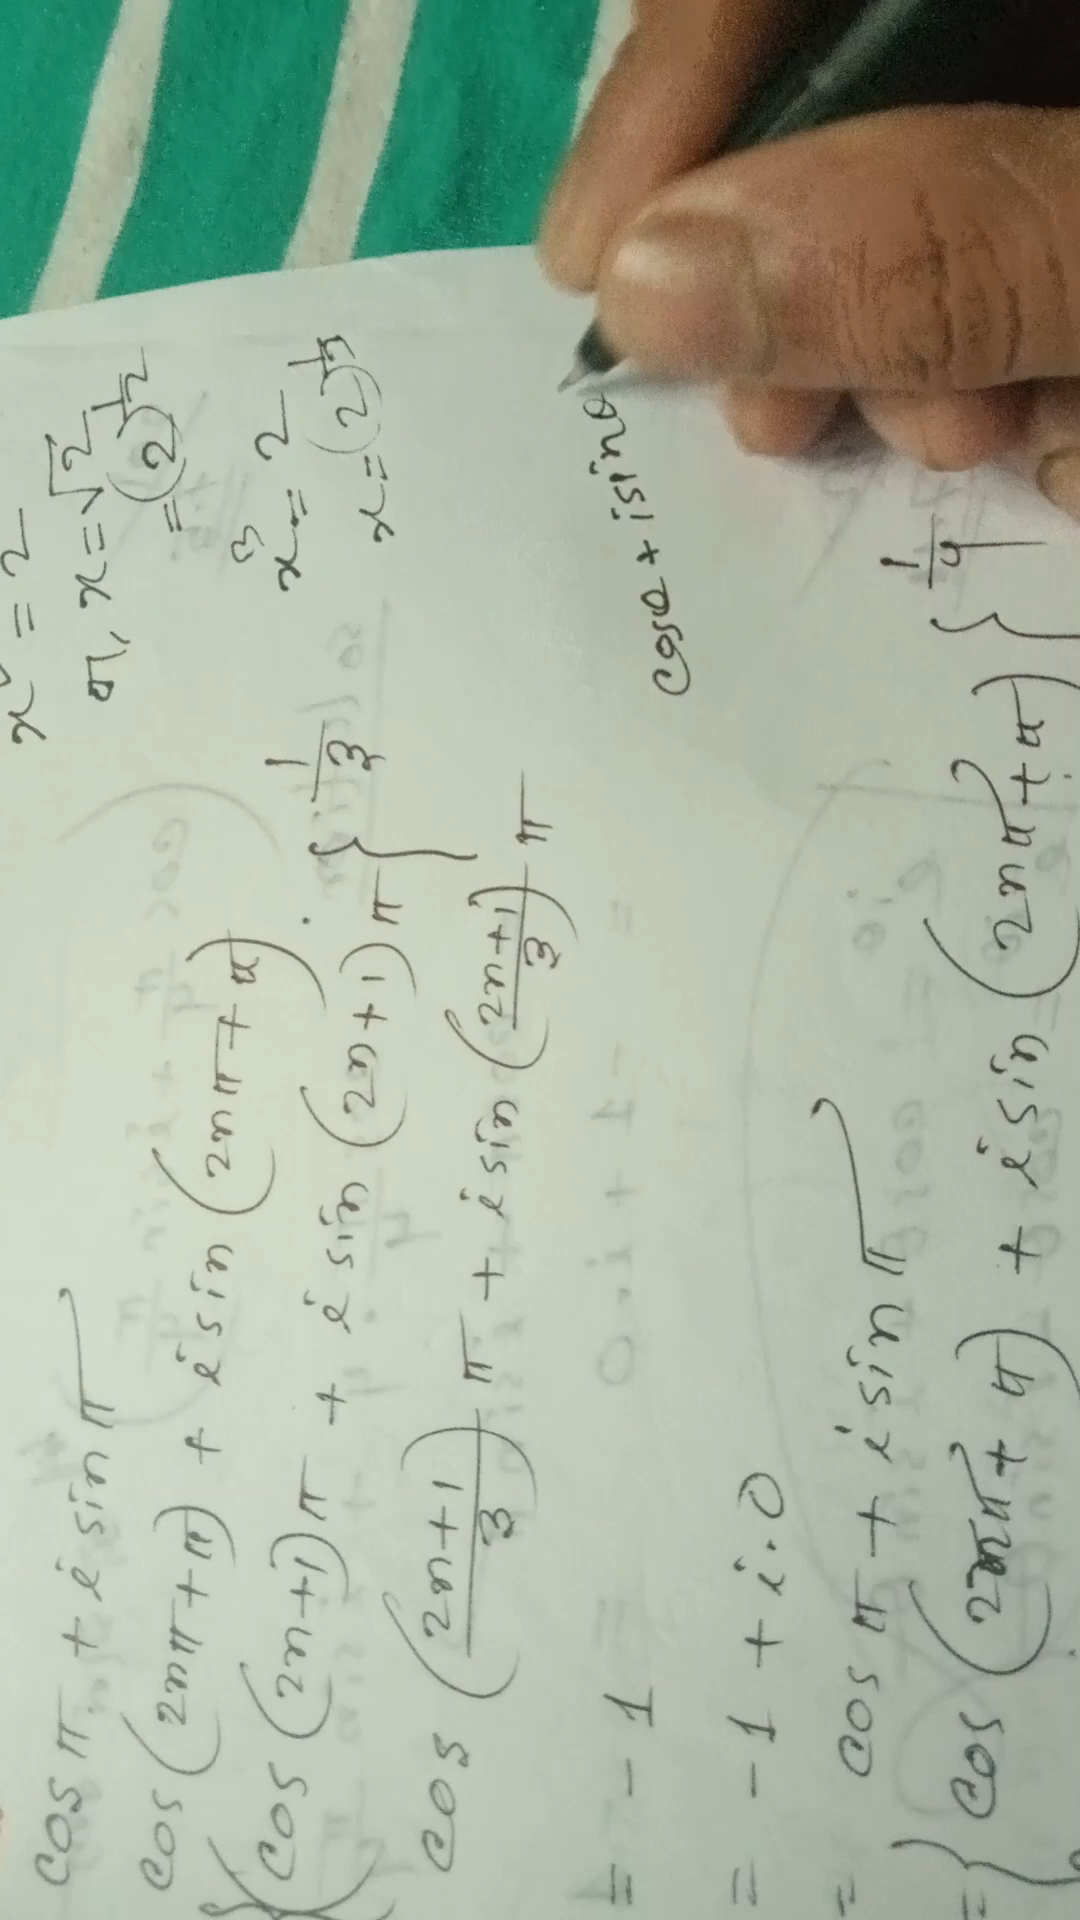 cos π + i sin π
cos (2nπ + π) + i sin (2nπ + π)
{cos (2n+1)π + i sin (2n+1)π}^{1/3}
cos ((2n+1)/3) π + i sin ((2n+1)/3) π
= - 1
= - 1 + i.0
= cos π + i sin π
= {cos (2nπ + π) + i sin (2nπ + π)}^{1/4}
= 2
বা, x = √2
= (2)^{1/2}
x³ = 2
x = (2)^{1/3}
cosθ + isinθ